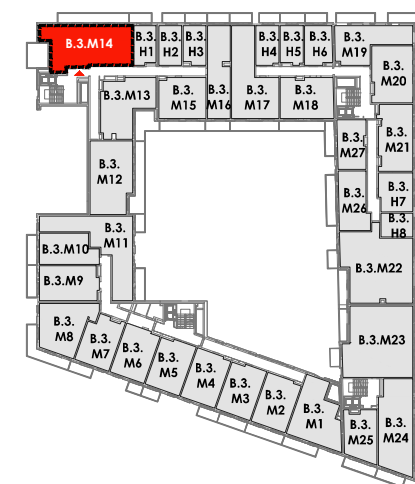 B.3.M14
B.3.
H1
B.3.
H2
B.3.
H3
B.3.
H4
B.3.
H5
B.3.
H6
B.3.
M19
B.3.
M20
B.3.M13
B.3.
M15
B.3.
M16
B.3.
M17
B.3.
M18
B.3.
M21
B.3.
M27
B.3.
M12
B.3.
H7
B.3.
M26
B.3.
H8
B.3.
M11
B.3.M10
B.3.M9
B.3.M22
B.3.
M8
B.3.
M7
B.3.
M6
B.3.
M5
B.3.
M4
B.3.
M3
B.3.
M2
B.3.
M1
B.3.M23
B.3.
M25
B.3.
M24